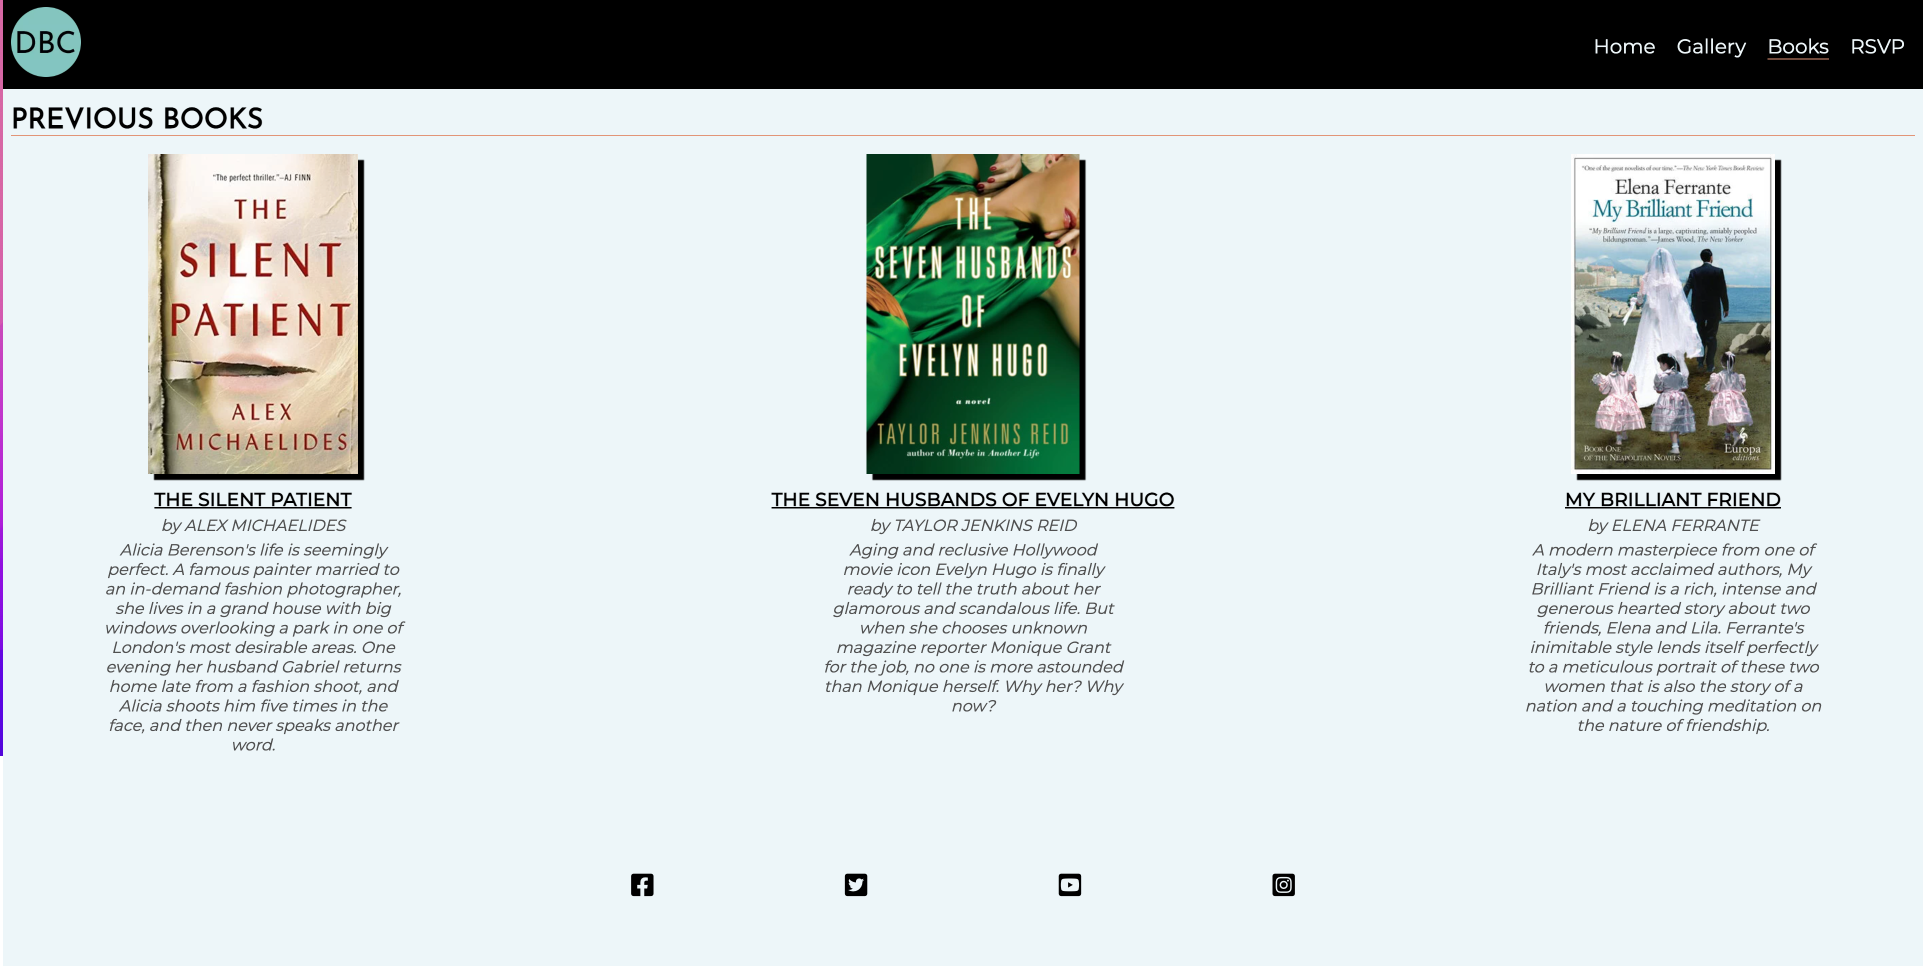 DBC
Home Gallery Books RSVP
PREVIOUS BOOKS
"The perfect thriller."—AJ FINN
THE
SILENT
PATIENT
ALEX
MICHAELIDES
THE SILENT PATIENT
by ALEX MICHAELIDES
Alicia Berenson's life is seemingly
perfect. A famous painter married to
an in-demand fashion photographer,
she lives in a grand house with big
windows overlooking a park in one of
London's most desirable areas. One
evening her husband Gabriel returns
home late from a fashion shoot, and
Alicia shoots him five times in the
face, and then never speaks another
word.
THE
SEVEN HUSBANDS
OF
EVELYN HUGO
a novel
TAYLOR JENKINS REID
author of Maybe in Another Life
THE SEVEN HUSBANDS OF EVELYN HUGO
by TAYLOR JENKINS REID
Aging and reclusive Hollywood
movie icon Evelyn Hugo is finally
ready to tell the truth about her
glamorous and scandalous life. But
when she chooses unknown
magazine reporter Monique Grant
for the job, no one is more astounded
than Monique herself. Why her? Why
now?
"One of the great novelists of our time."—The New York Times Book Review
Elena Ferrante
My Brilliant Friend
"My Brilliant Friend is a large, captivating, amiably peopled
bildungsroman."—James Wood, The New Yorker
BOOK ONE
OF THE NEAPOLITAN NOVELS
Europa
editions
MY BRILLIANT FRIEND
by ELENA FERRANTE
A modern masterpiece from one of
Italy's most acclaimed authors, My
Brilliant Friend is a rich, intense and
generous hearted story about two
friends, Elena and Lila. Ferrante's
inimitable style lends itself perfectly
to a meticulous portrait of these two
women that is also the story of a
nation and a touching meditation on
the nature of friendship.